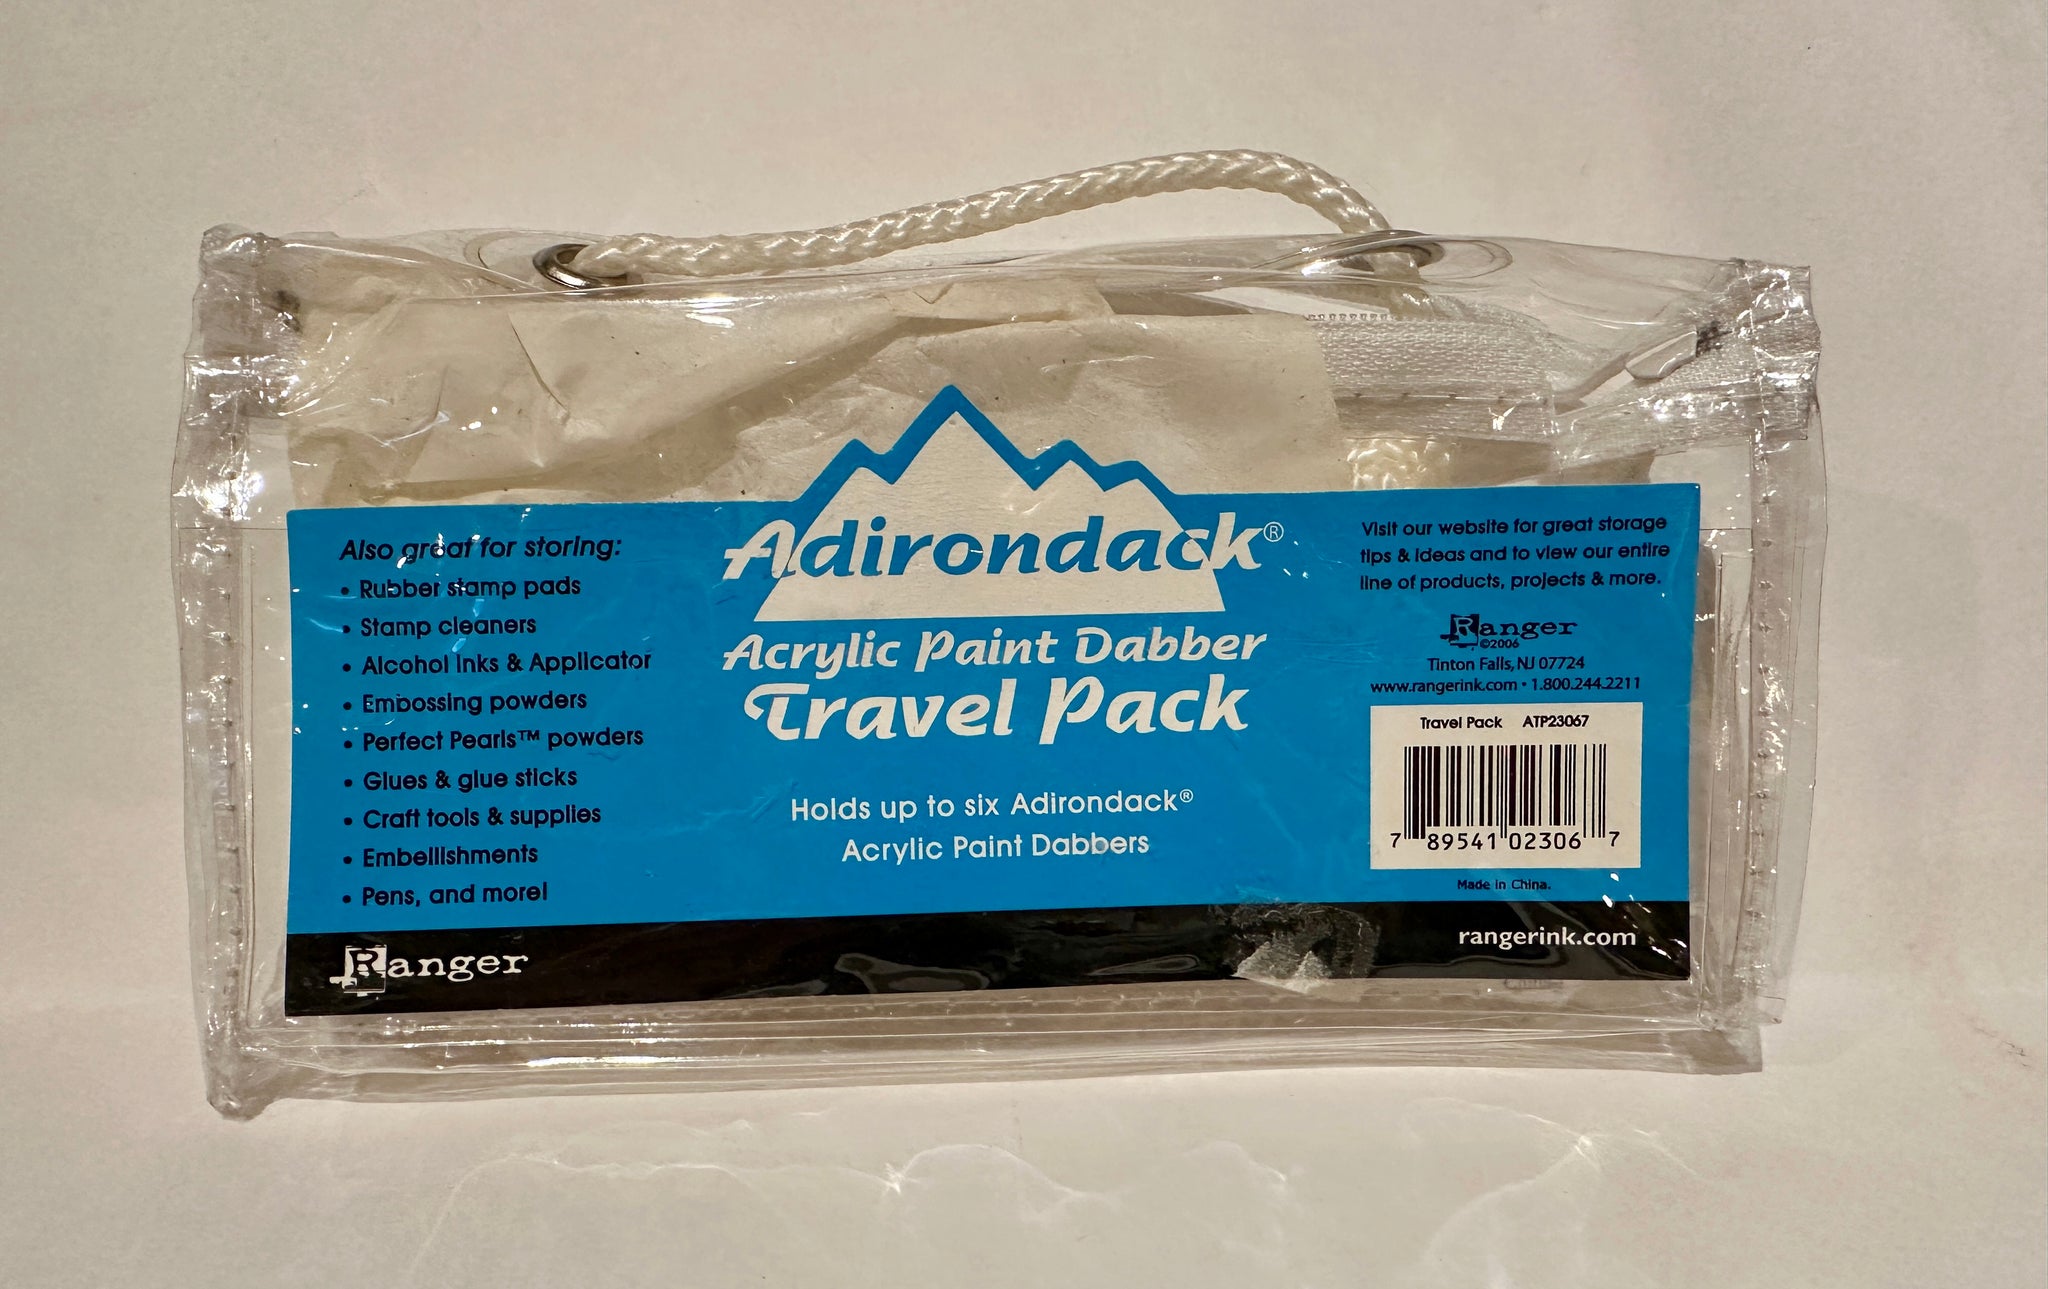 Also great for storing:
• Rubber stamp pads
• Stamp cleaners
• Alcohol Inks & Applicator
• Embossing powders
• Perfect Pearls™ powders
• Glues & glue sticks
• Craft tools & supplies
• Embellishments
• Pens, and more!
Ranger
Adirondack®
Acrylic Paint Dabber
Travel Pack
Holds up to six Adirondack®
Acrylic Paint Dabbers
Visit our website for great storage
tips & ideas and to view our entire
line of products, projects & more.
Ranger
©2006
Tinton Falls, NJ 07724
www.rangerink.com • 1.800.244.2211
Travel Pack ATP23067
7 89541 02306 7
Made in China.
rangerink.com